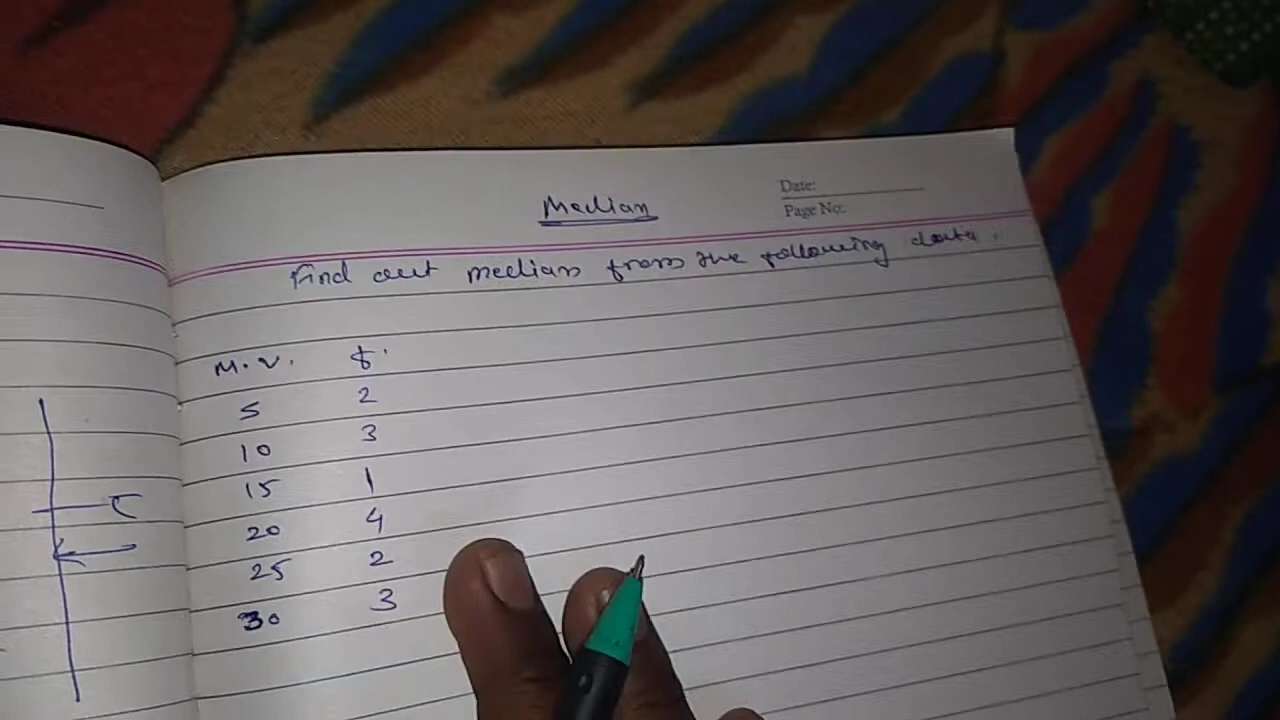 Median
Date:
Page No:
Find out median from the following data.
M.V. f.
5 2
10 3
15 1
20 4
25 2
30 3